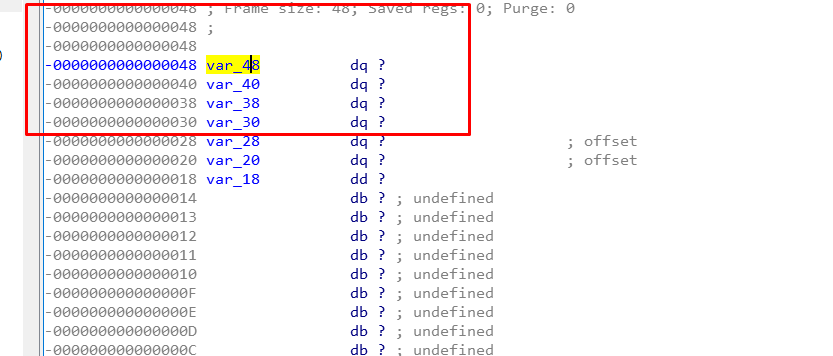 -0000000000000048 ; Frame size: 48; Saved regs: 0; Purge: 0
-0000000000000048 ;
-0000000000000048
-0000000000000048 var_48 dq ?
-0000000000000040 var_40 dq ?
-0000000000000038 var_38 dq ?
-0000000000000030 var_30 dq ?
-0000000000000028 var_28 dq ? ; offset
-0000000000000020 var_20 dq ? ; offset
-0000000000000018 var_18 dd ?
-0000000000000014 db ? ; undefined
-0000000000000013 db ? ; undefined
-0000000000000012 db ? ; undefined
-0000000000000011 db ? ; undefined
-0000000000000010 db ? ; undefined
-000000000000000F db ? ; undefined
-000000000000000E db ? ; undefined
-000000000000000D db ? ; undefined
-000000000000000C db ? ; undefined